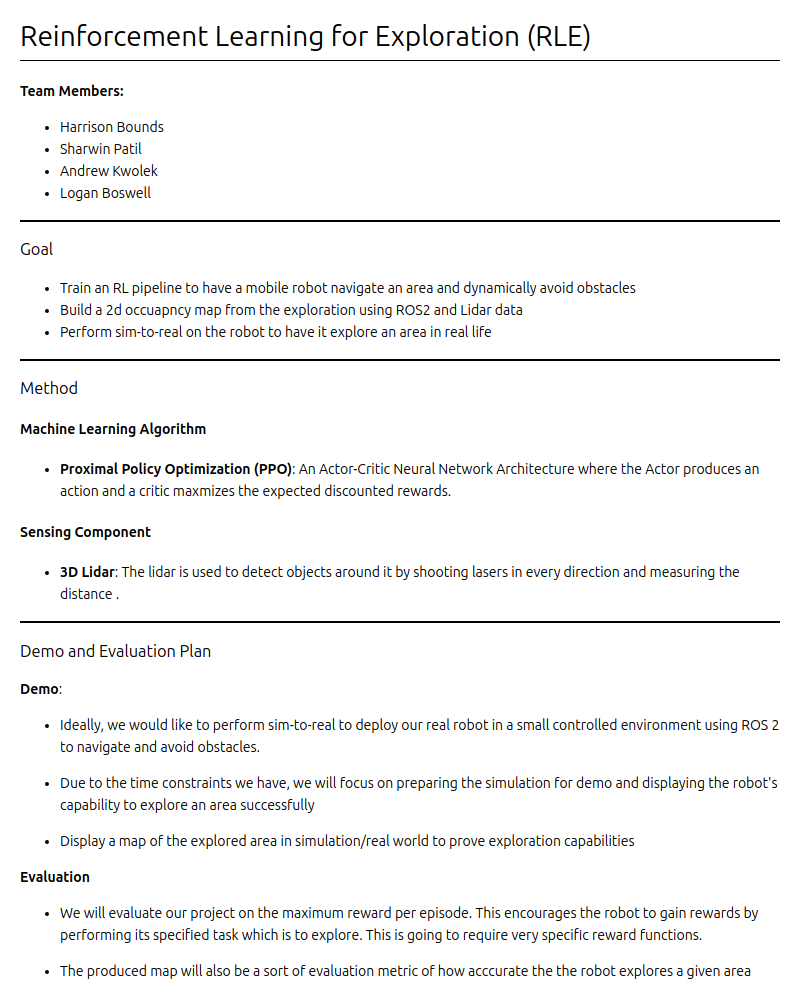 Reinforcement Learning for Exploration (RLE)
Team Members:
• Harrison Bounds
• Sharwin Patil
• Andrew Kwolek
• Logan Boswell
Goal
• Train an RL pipeline to have a mobile robot navigate an area and dynamically avoid obstacles
• Build a 2d occuapncy map from the exploration using ROS2 and Lidar data
• Perform sim-to-real on the robot to have it explore an area in real life
Method
Machine Learning Algorithm
• Proximal Policy Optimization (PPO): An Actor-Critic Neural Network Architecture where the Actor produces an
action and a critic maxmizes the expected discounted rewards.
Sensing Component
• 3D Lidar: The lidar is used to detect objects around it by shooting lasers in every direction and measuring the
distance .
Demo and Evaluation Plan
Demo:
• Ideally, we would like to perform sim-to-real to deploy our real robot in a small controlled environment using ROS 2
to navigate and avoid obstacles.
• Due to the time constraints we have, we will focus on preparing the simulation for demo and displaying the robot's
capability to explore an area successfully
• Display a map of the explored area in simulation/real world to prove exploration capabilities
Evaluation
• We will evaluate our project on the maximum reward per episode. This encourages the robot to gain rewards by
performing its specified task which is to explore. This is going to require very specific reward functions.
• The produced map will also be a sort of evaluation metric of how acccurate the the robot explores a given area